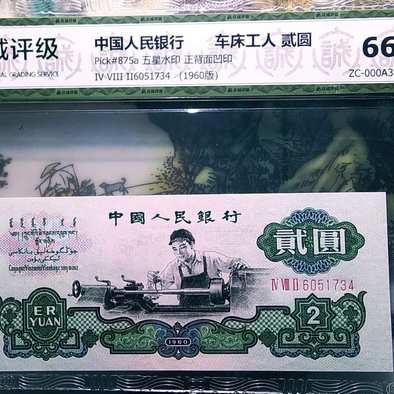 诚评级
中国人民银行 车床工人 贰圆 66
GRADING SERVICE Pick#875a 五星水印 正背面凹印
IV VIII II6051734 (1960版) ZC-000A3
中國人民銀行
貳圓
IV VIII II 6051734
ER
YUAN
1960
2